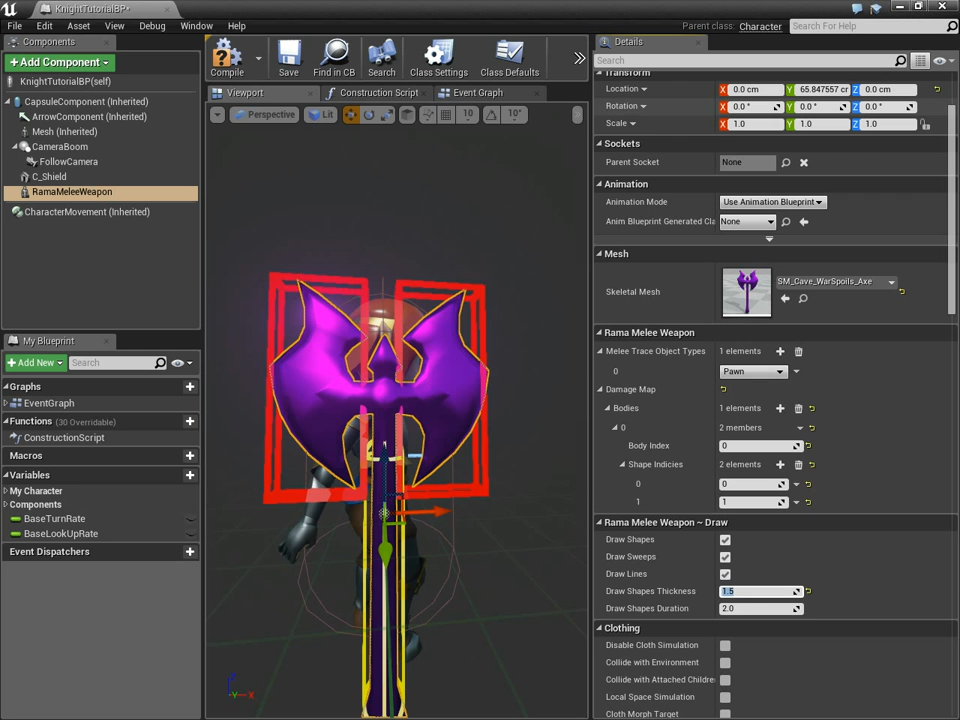 KnightTutorialBP*
File Edit Asset View Debug Window Help
Parent class: Character
Search For Help
Components
+Add Component
KnightTutorialBP(self)
CapsuleComponent (Inherited)
ArrowComponent (Inherited)
Mesh (Inherited)
CameraBoom
FollowCamera
C_Shield
RamaMeleeWeapon
CharacterMovement (Inherited)
My Blueprint
+Add New
Search
Graphs
EventGraph
Functions (30 Overridable)
ConstructionScript
Macros
Variables
My Character
Components
BaseTurnRate
BaseLookUpRate
Event Dispatchers
Compile Save Find in CB Search Class Settings Class Defaults
Viewport Construction Script Event Graph
Perspective Lit 10 10°
Z
Y X
Details
Search
Transform
Location X 0.0 cm Y 65.847557 cr Z 0.0 cm
Rotation X 0.0 ° Y 0.0 ° Z 0.0 °
Scale X 1.0 Y 1.0 Z 1.0
Sockets
Parent Socket None
Animation
Animation Mode Use Animation Blueprint
Anim Blueprint Generated Cla None
Mesh
Skeletal Mesh SM_Cave_WarSpoils_Axe
Rama Melee Weapon
Melee Trace Object Types 1 elements
0 Pawn
Damage Map
Bodies 1 elements
0 2 members
Body Index 0
Shape Indicies 2 elements
0 0
1 1
Rama Melee Weapon ~ Draw
Draw Shapes
Draw Sweeps
Draw Lines
Draw Shapes Thickness 1.5
Draw Shapes Duration 2.0
Clothing
Disable Cloth Simulation
Collide with Environment
Collide with Attached Childre
Local Space Simulation
Cloth Morph Target